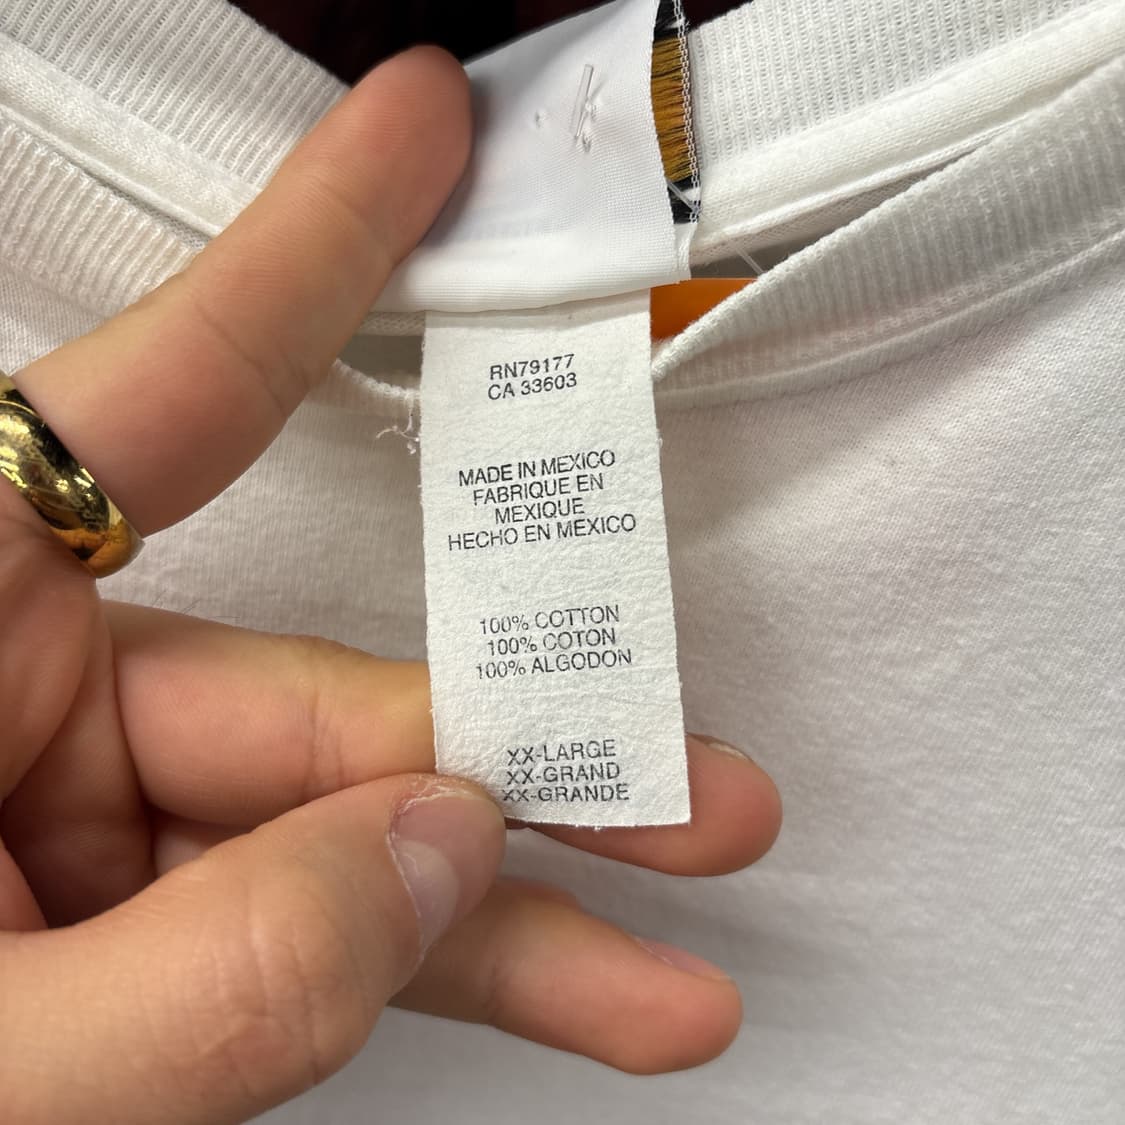 RN79177
CA 33603
MADE IN MEXICO
FABRIQUE EN
MEXIQUE
HECHO EN MEXICO
100% COTTON
100% COTON
100% ALGODON
XX-LARGE
XX-GRAND
XX-GRANDE